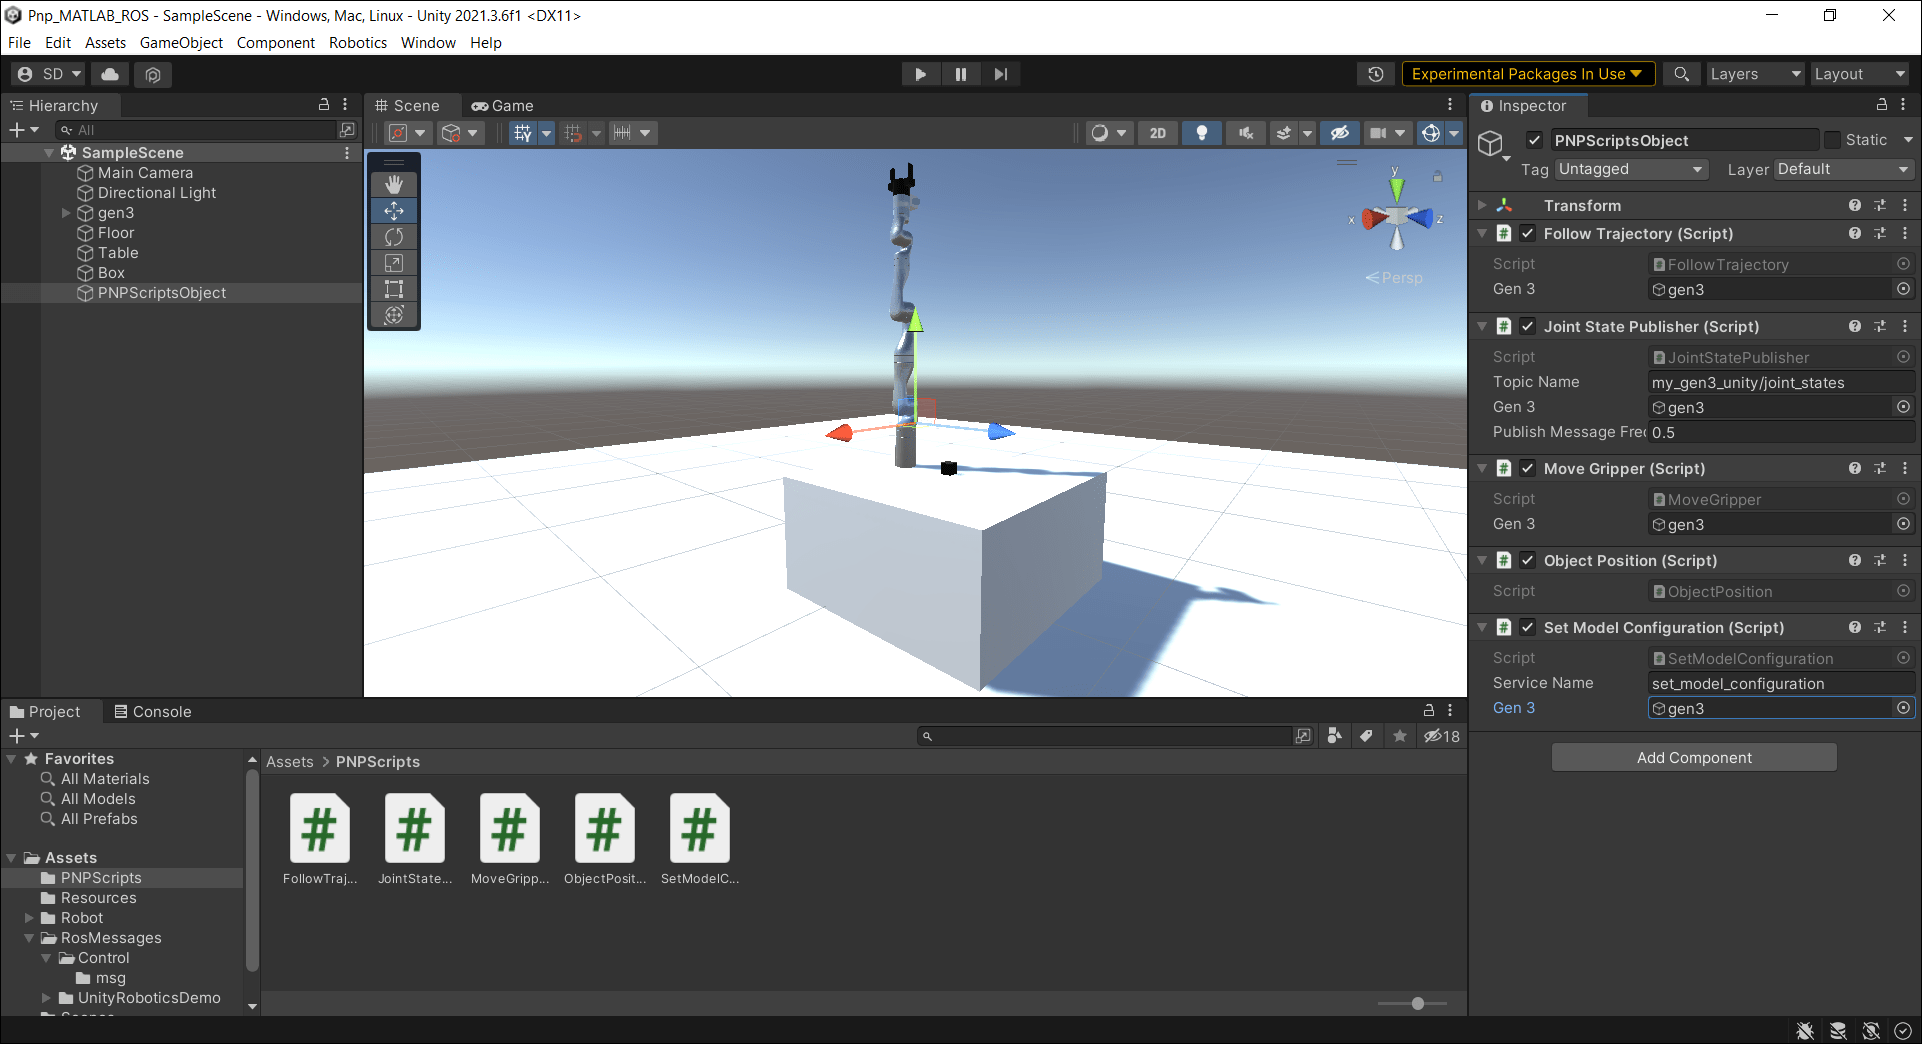 Pnp_MATLAB_ROS - SampleScene - Windows, Mac, Linux - Unity 2021.3.6f1 <DX11>
File Edit Assets GameObject Component Robotics Window Help
SD
Experimental Packages In Use
Layers
Layout
Hierarchy
All
SampleScene
Main Camera
Directional Light
gen3
Floor
Table
Box
PNPScriptsObject
Scene
Game
2D
y
x
z
Persp
Inspector
PNPScriptsObject
Static
Tag Untagged
Layer Default
Transform
Follow Trajectory (Script)
Script FollowTrajectory
Gen 3 gen3
Joint State Publisher (Script)
Script JointStatePublisher
Topic Name my_gen3_unity/joint_states
Gen 3 gen3
Publish Message Fre 0.5
Move Gripper (Script)
Script MoveGripper
Gen 3 gen3
Object Position (Script)
Script ObjectPosition
Set Model Configuration (Script)
Script SetModelConfiguration
Service Name set_model_configuration
Gen 3 gen3
Add Component
Project
Console
18
Favorites
All Materials
All Models
All Prefabs
Assets
PNPScripts
Resources
Robot
RosMessages
Control
msg
UnityRoboticsDemo
Assets > PNPScripts
FollowTraj...
JointState...
MoveGripp...
ObjectPosit...
SetModelC...